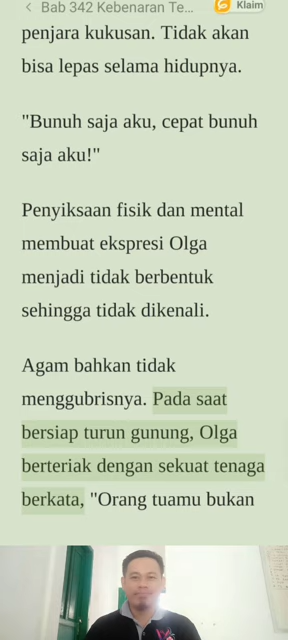 Bab 342 Kebenaran Te...
Klaim
penjara kukusan. Tidak akan
bisa lepas selama hidupnya.
"Bunuh saja aku, cepat bunuh
saja aku!"
Penyiksaan fisik dan mental
membuat ekspresi Olga
menjadi tidak berbentuk
sehingga tidak dikenali.
Agam bahkan tidak
menggubrisnya. Pada saat
bersiap turun gunung, Olga
berteriak dengan sekuat tenaga
berkata, "Orang tuamu bukan